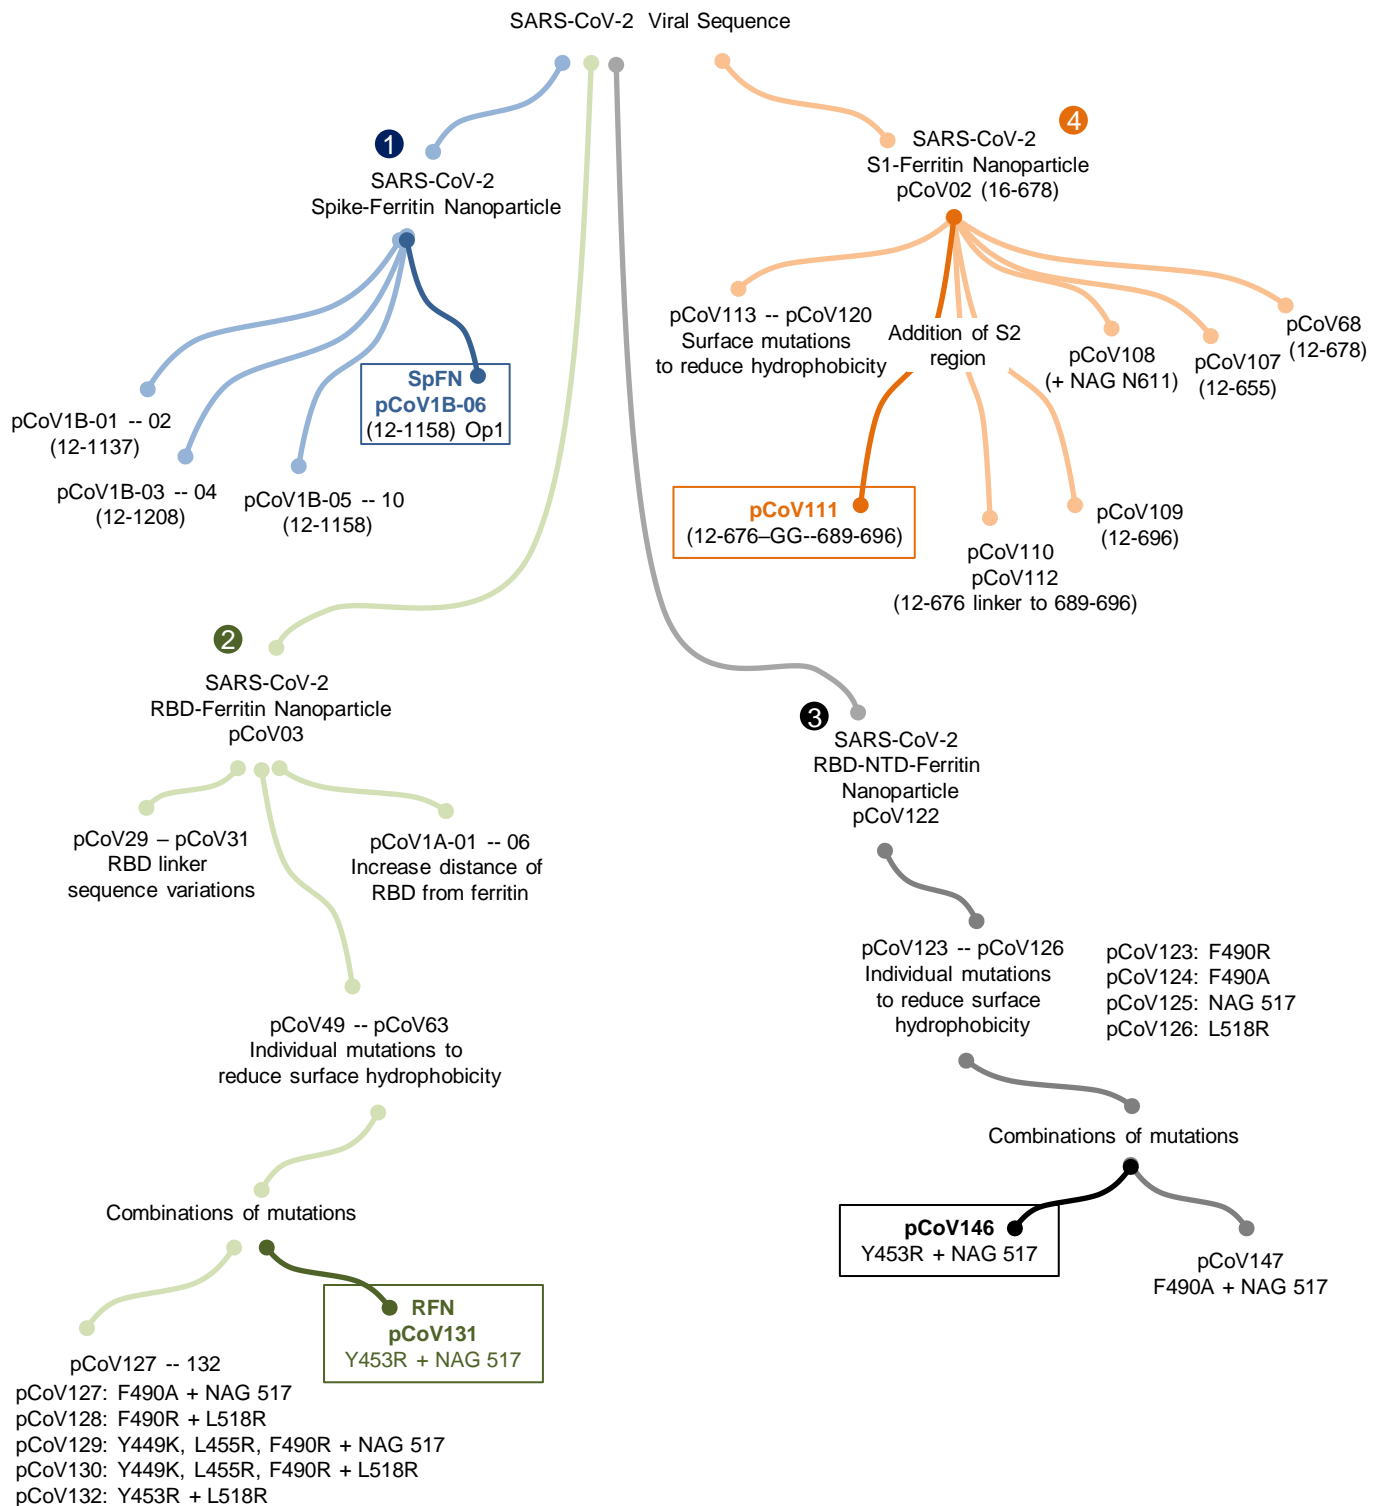 SARS-CoV-2 Viral Sequence
1
SARS-CoV-2
Spike-Ferritin Nanoparticle
pCoV1B-01 -- 02
(12-1137)
pCoV1B-03 -- 04
(12-1208)
pCoV1B-05 -- 10
(12-1158)
SpFN
pCoV1B-06
(12-1158) Op1
4
SARS-CoV-2
S1-Ferritin Nanoparticle
pCoV02 (16-678)
pCoV113 -- pCoV120
Surface mutations
to reduce hydrophobicity
Addition of S2
region
pCoV108
(+ NAG N611)
pCoV107
(12-655)
pCoV68
(12-678)
pCoV111
(12-676–GG--689-696)
pCoV110
pCoV112
(12-676 linker to 689-696)
pCoV109
(12-696)
2
SARS-CoV-2
RBD-Ferritin Nanoparticle
pCoV03
pCoV29 – pCoV31
RBD linker
sequence variations
pCoV1A-01 -- 06
Increase distance of
RBD from ferritin
pCoV49 -- pCoV63
Individual mutations to
reduce surface hydrophobicity
Combinations of mutations
RFN
pCoV131
Y453R + NAG 517
pCoV127 -- 132
pCoV127: F490A + NAG 517
pCoV128: F490R + L518R
pCoV129: Y449K, L455R, F490R + NAG 517
pCoV130: Y449K, L455R, F490R + L518R
pCoV132: Y453R + L518R
3
SARS-CoV-2
RBD-NTD-Ferritin
Nanoparticle
pCoV122
pCoV123 -- pCoV126
Individual mutations
to reduce surface
hydrophobicity
pCoV123: F490R
pCoV124: F490A
pCoV125: NAG 517
pCoV126: L518R
Combinations of mutations
pCoV146
Y453R + NAG 517
pCoV147
F490A + NAG 517